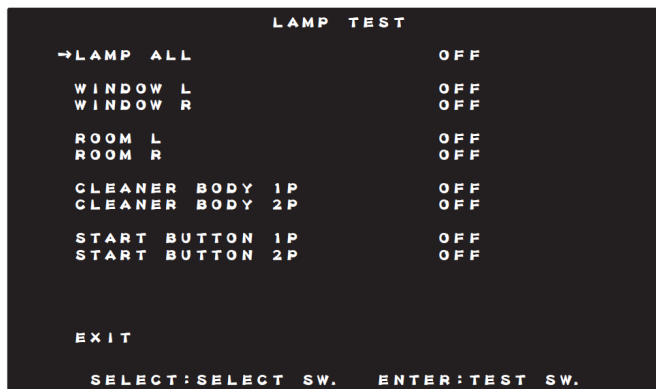 LAMP TEST
→LAMP ALL OFF
WINDOW L OFF
WINDOW R OFF
ROOM L OFF
ROOM R OFF
CLEANER BODY 1P OFF
CLEANER BODY 2P OFF
START BUTTON 1P OFF
START BUTTON 2P OFF
EXIT
SELECT:SELECT SW. ENTER:TEST SW.